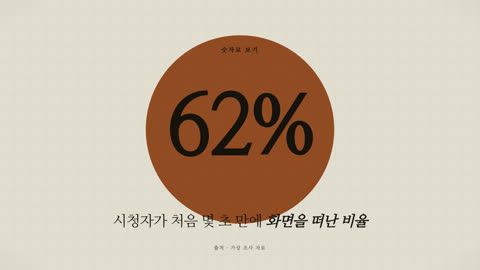 숫자로 보기
62%
시청자가 처음 몇 초 만에 화면을 떠난 비율
출처 · 가상 조사 자료